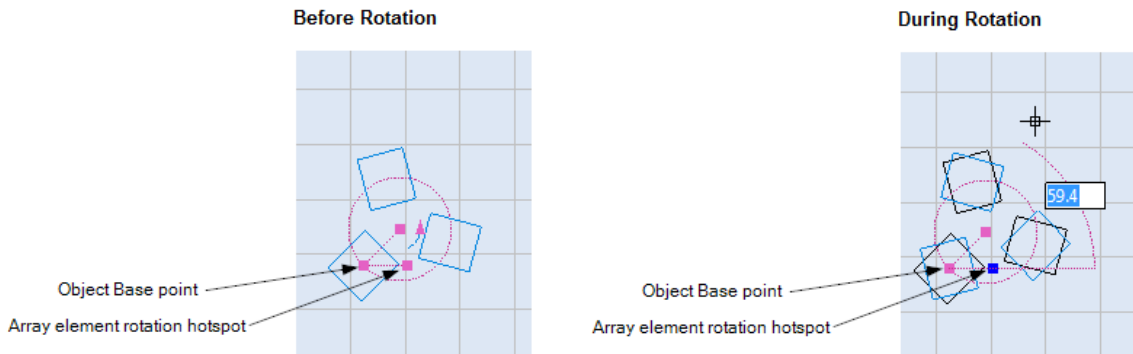 Before Rotation
During Rotation
59.4
Object Base point
Array element rotation hotspot
Object Base point
Array element rotation hotspot